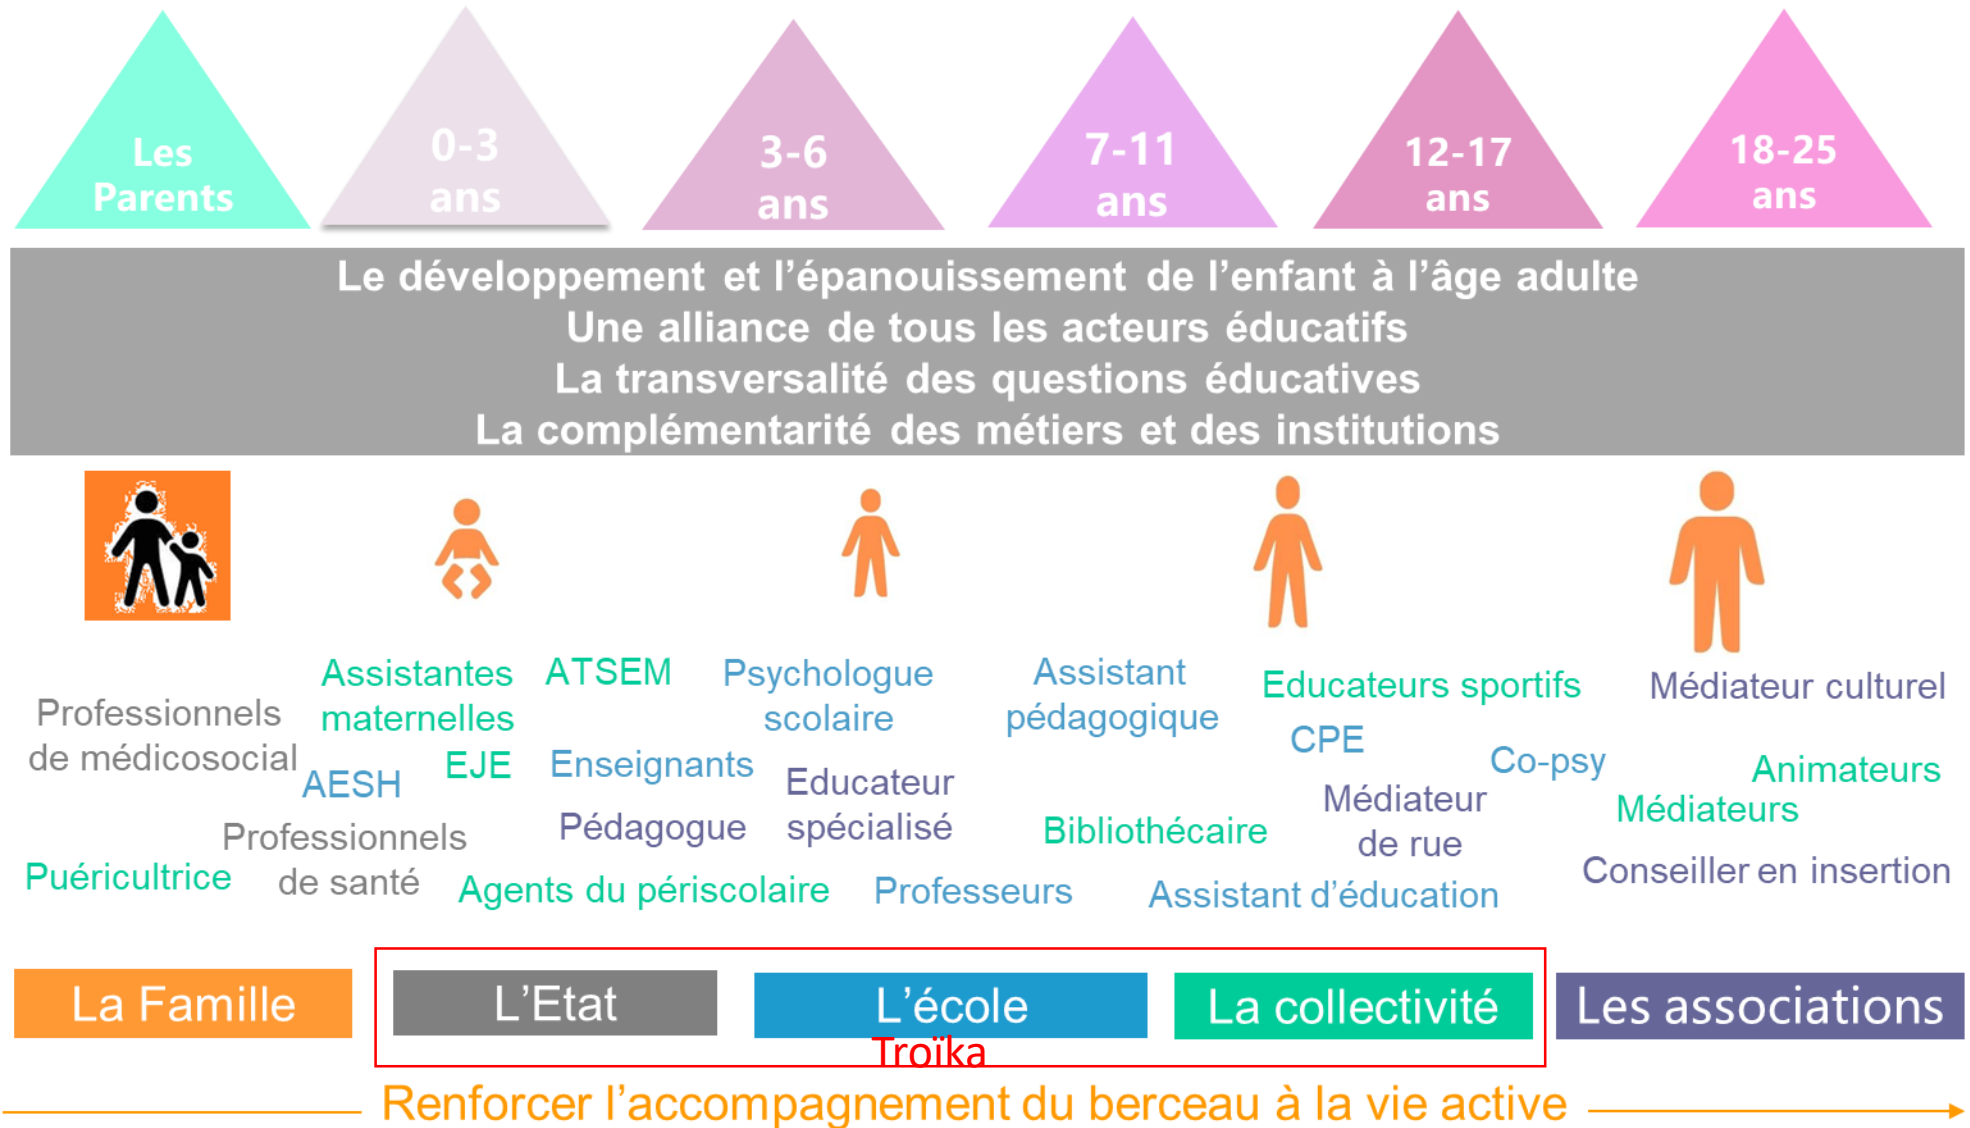 Les
Parents
0-3
ans
3-6
ans
7-11
ans
12-17
ans
18-25
ans
Le développement et l’épanouissement de l’enfant à l’âge adulte
Une alliance de tous les acteurs éducatifs
La transversalité des questions éducatives
La complémentarité des métiers et des institutions
Professionnels
de médicosocial
Assistantes
maternelles
ATSEM
Psychologue
scolaire
Assistant
pédagogique
Educateurs sportifs
Médiateur culturel
AESH
EJE
Enseignants
Educateur
spécialisé
CPE
Co-psy
Animateurs
Professionnels
de santé
Pédagogue
Bibliothécaire
Médiateur
de rue
Médiateurs
Puéricultrice
Agents du périscolaire
Professeurs
Assistant d’éducation
Conseiller en insertion
La Famille
L’Etat
L’école
La collectivité
Les associations
Troïka
Renforcer l’accompagnement du berceau à la vie active